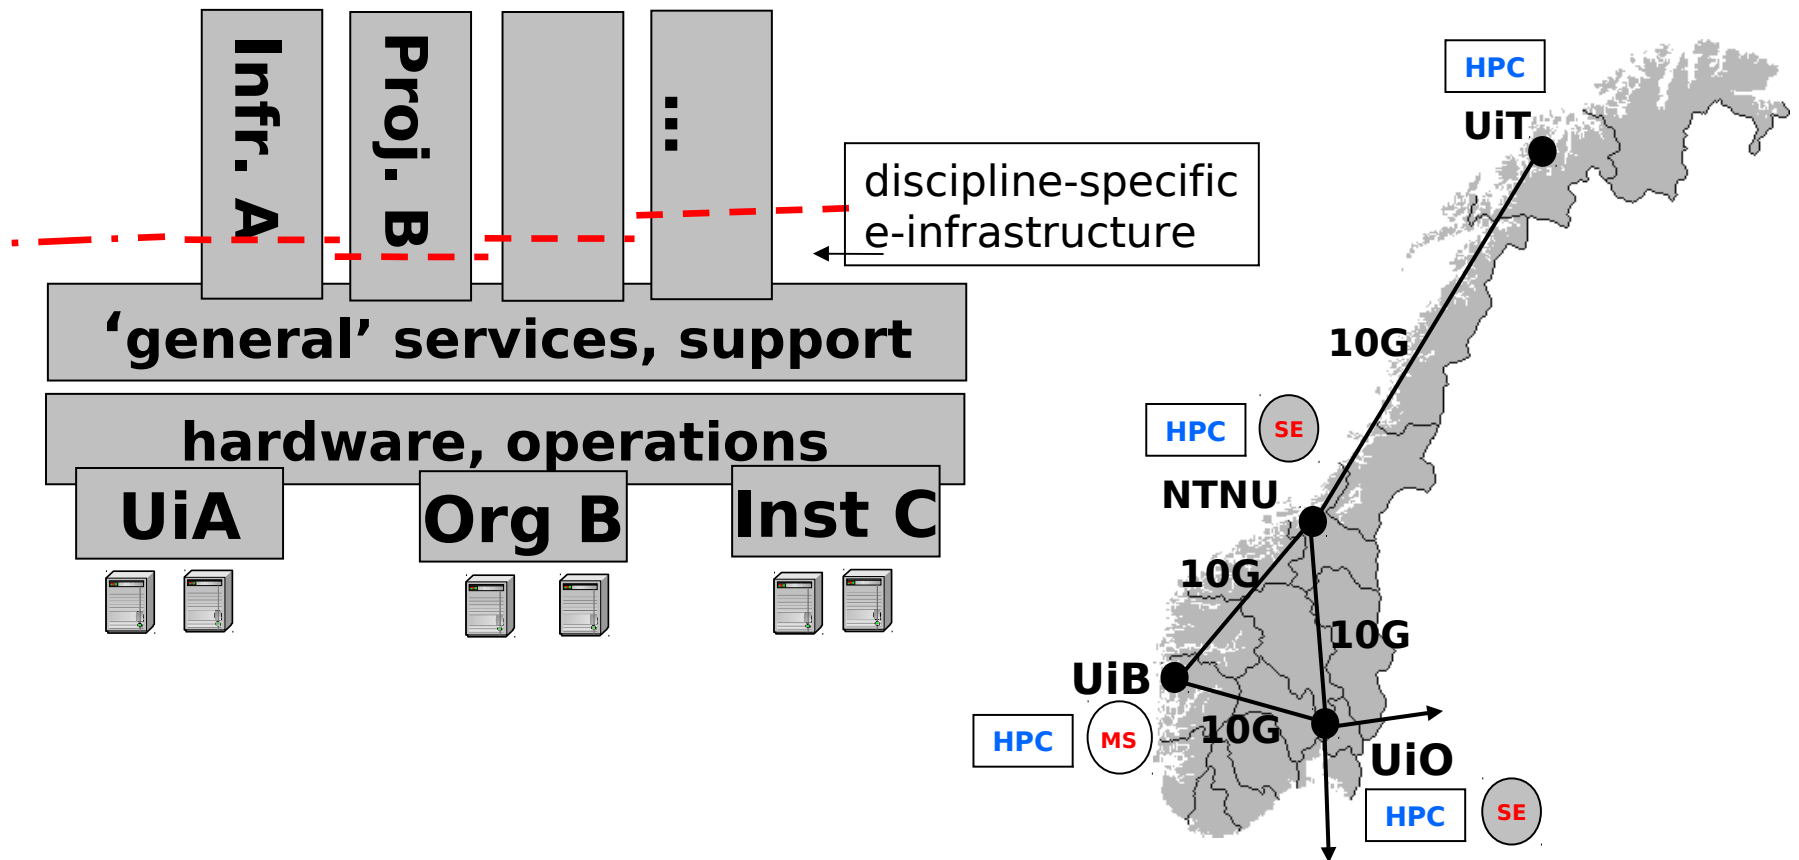 Infr. A
Proj. B
...
discipline-specific
e-infrastructure
‘general’ services, support
hardware, operations
UiA
Org B
Inst C
HPC
UiT
10G
HPC
SE
NTNU
10G
10G
UiB
10G
HPC
MS
UiO
HPC
SE